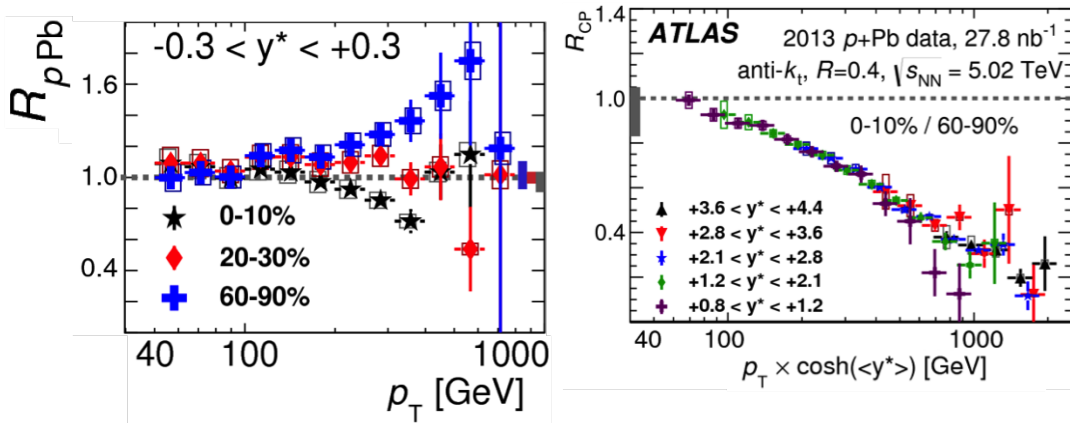 -0.3 < y* < +0.3
R pPb
1.6
1.0
0.4
0-10%
20-30%
60-90%
40 100 1000
p_T [GeV]
ATLAS
2013 p+Pb data, 27.8 nb⁻¹
anti-k_t, R=0.4, √s_NN = 5.02 TeV
R_CP
1.4
1.0
0.4
0-10% / 60-90%
+3.6 < y* < +4.4
+2.8 < y* < +3.6
+2.1 < y* < +2.8
+1.2 < y* < +2.1
+0.8 < y* < +1.2
40 100 1000
p_T × cosh(<y*>) [GeV]